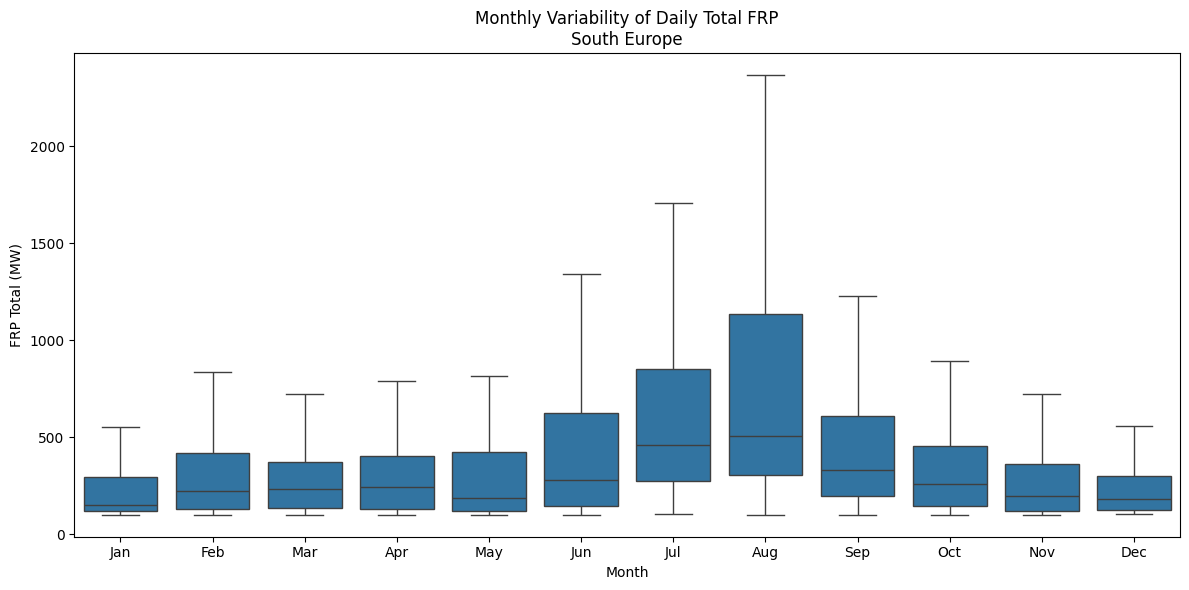 Monthly Variability of Daily Total FRP
South Europe
FRP Total (MW)
2000
1500
1000
500
0
Jan Feb Mar Apr May Jun Jul Aug Sep Oct Nov Dec
Month